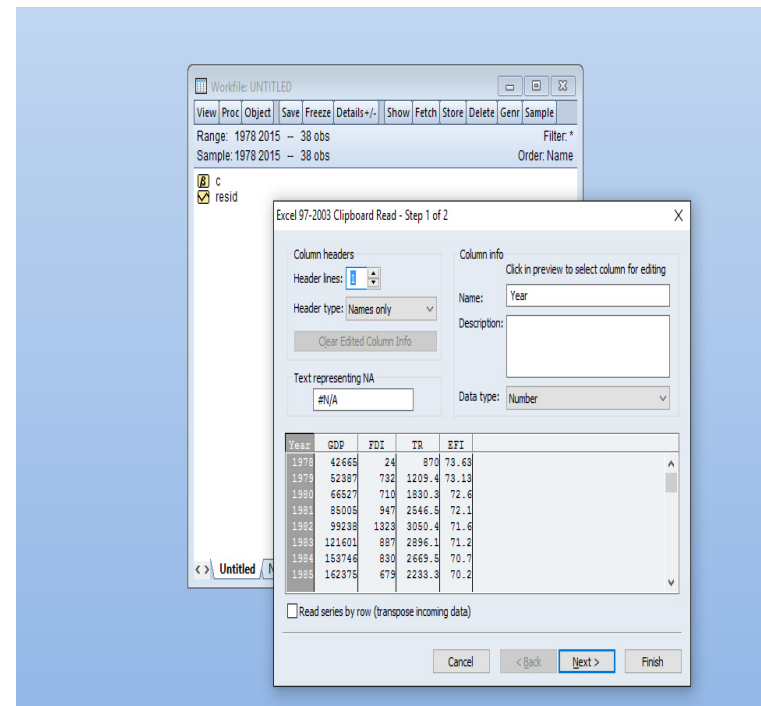 Workfile: UNTITLED
View Proc Object Save Freeze Details+/- Show Fetch Store Delete Genr Sample
Range: 1978 2015 -- 38 obs Filter: *
Sample: 1978 2015 -- 38 obs Order: Name
β c
resid
Untitled
Excel 97-2003 Clipboard Read - Step 1 of 2
Column headers
Header lines: 1
Header type: Names only
Clear Edited Column Info
Text representing NA
#N/A
Column info
Click in preview to select column for editing
Name: Year
Description:
Data type: Number
Year GDP FDI TR EFI
1978 42665 24 870 73.63
1979 52387 732 1209.4 73.13
1980 66527 710 1830.3 72.6
1981 85005 947 2546.5 72.1
1982 99238 1323 3050.4 71.6
1983 121601 887 2896.1 71.2
1984 153746 830 2669.5 70.7
1985 162375 679 2233.3 70.2
Read series by row (transpose incoming data)
Cancel < Back Next > Finish